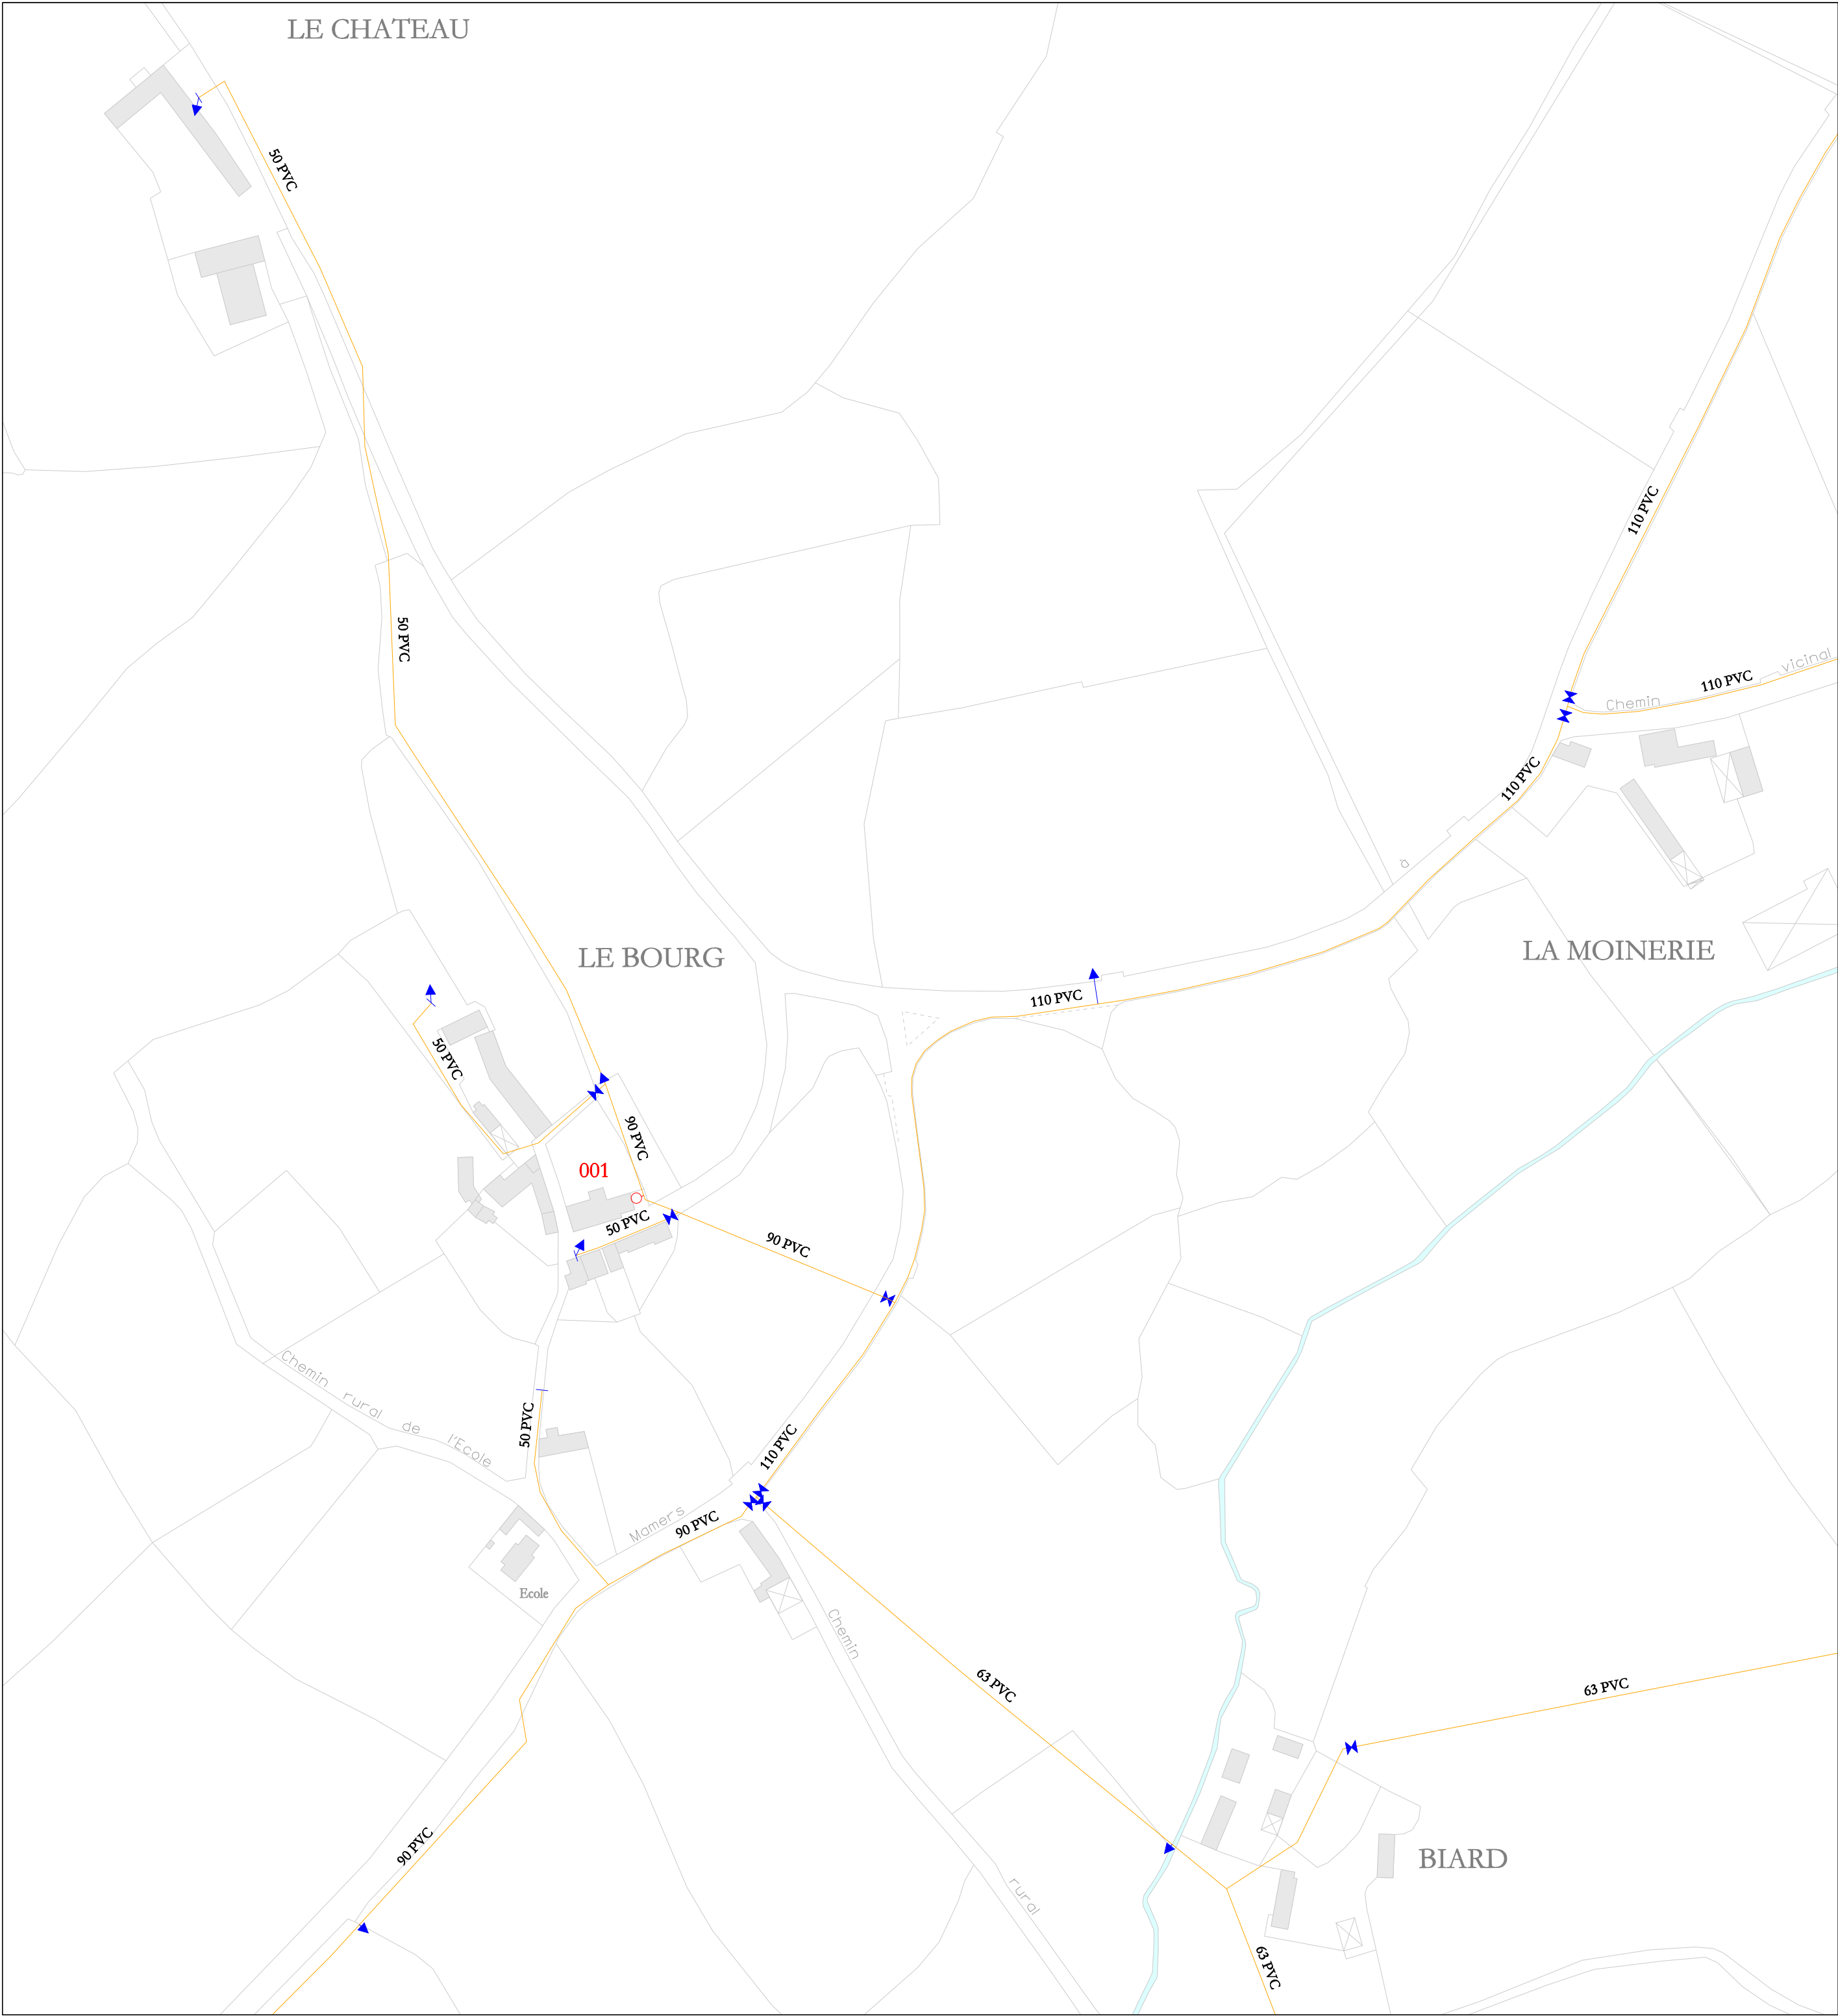 LE CHATEAU
50 PVC
110 PVC
50 PVC
vicinal
110 PVC
Chemin
110 PVC
à
LE BOURG
LA MOINERIE
110 PVC
50 PVC
90 PVC
001
50 PVC
90 PVC
Chemin rural de l'Ecole
50 PVC
110 PVC
Mamers
90 PVC
Ecole
Chemin
63 PVC
63 PVC
90 PVC
BIARD
rural
63 PVC